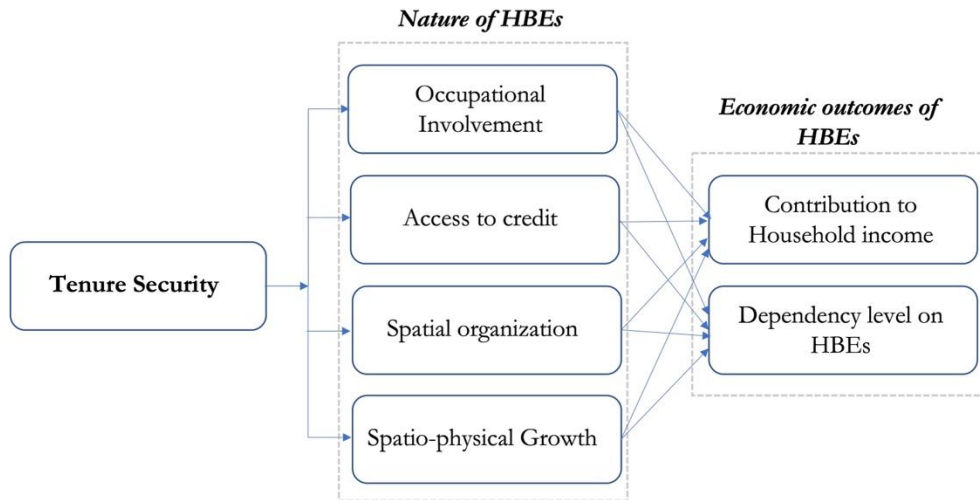 Nature of HBEs
Occupational
Involvement
Access to credit
Spatial organization
Spatio-physical Growth
Tenure Security
Economic outcomes of
HBEs
Contribution to
Household income
Dependency level on
HBEs